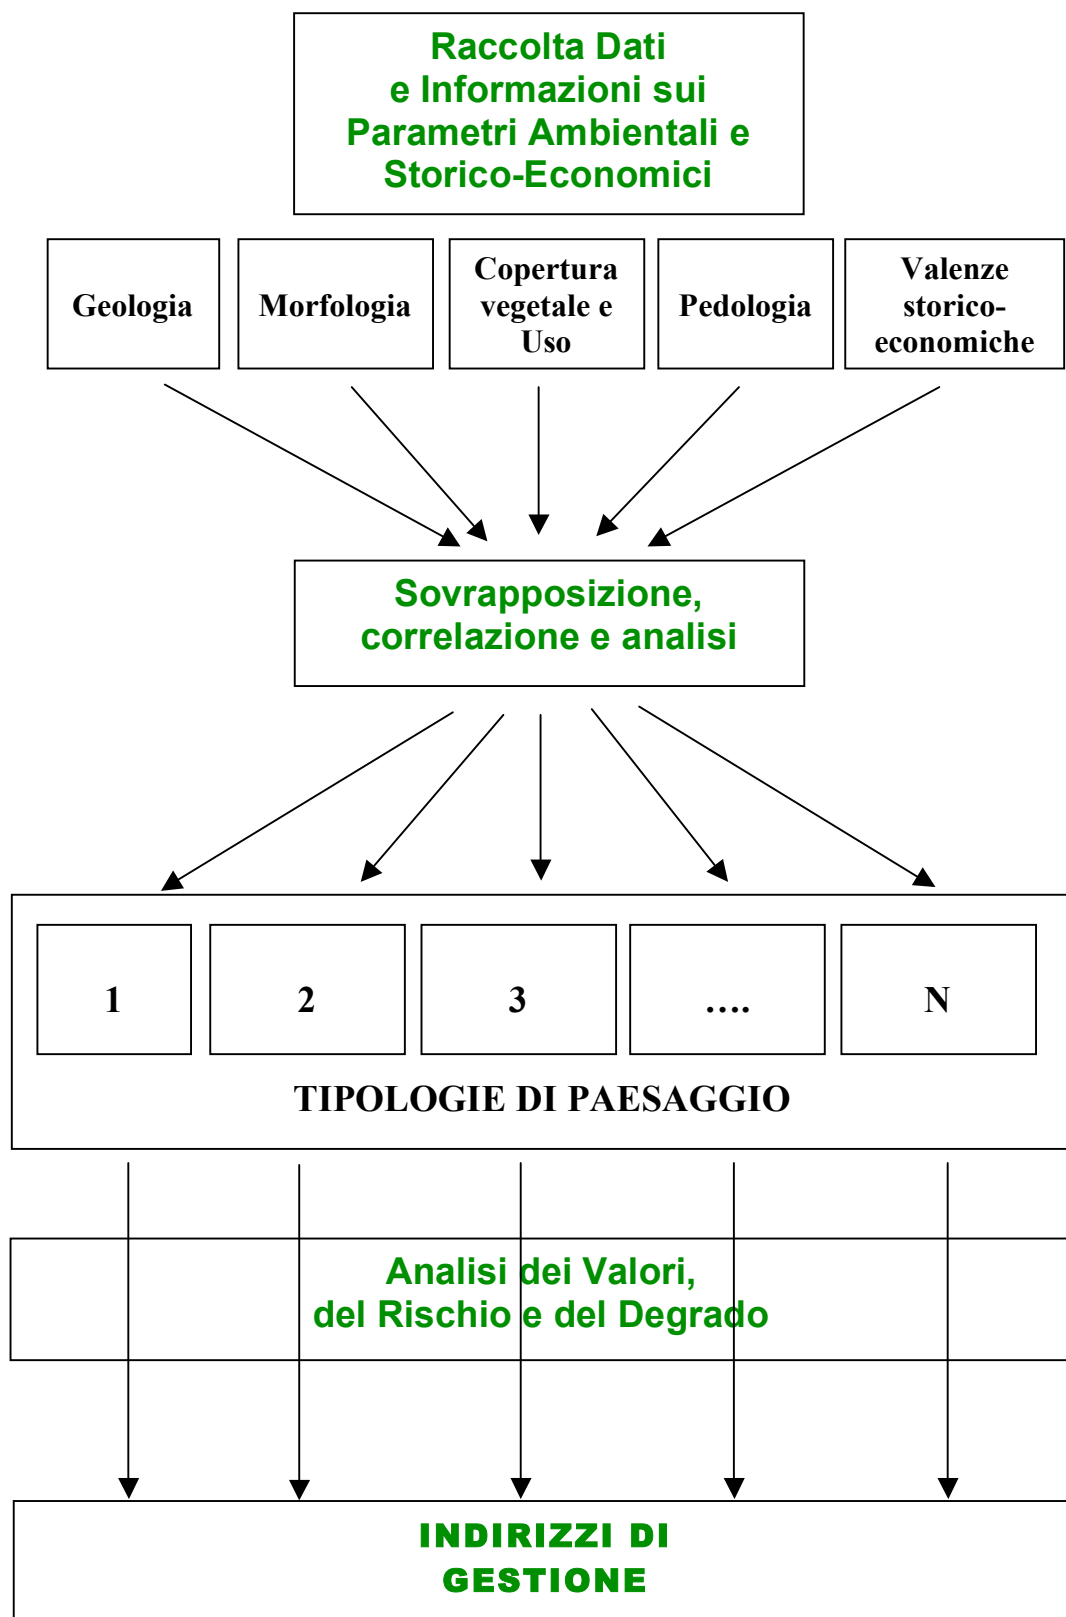 Raccolta Dati
e Informazioni sui
Parametri Ambientali e
Storico-Economici
Geologia
Morfologia
Copertura
vegetale e
Uso
Pedologia
Valenze
storico-
economiche
Sovrapposizione,
correlazione e analisi
1
2
3
….
N
TIPOLOGIE DI PAESAGGIO
Analisi dei Valori,
del Rischio e del Degrado
INDIRIZZI DI
GESTIONE